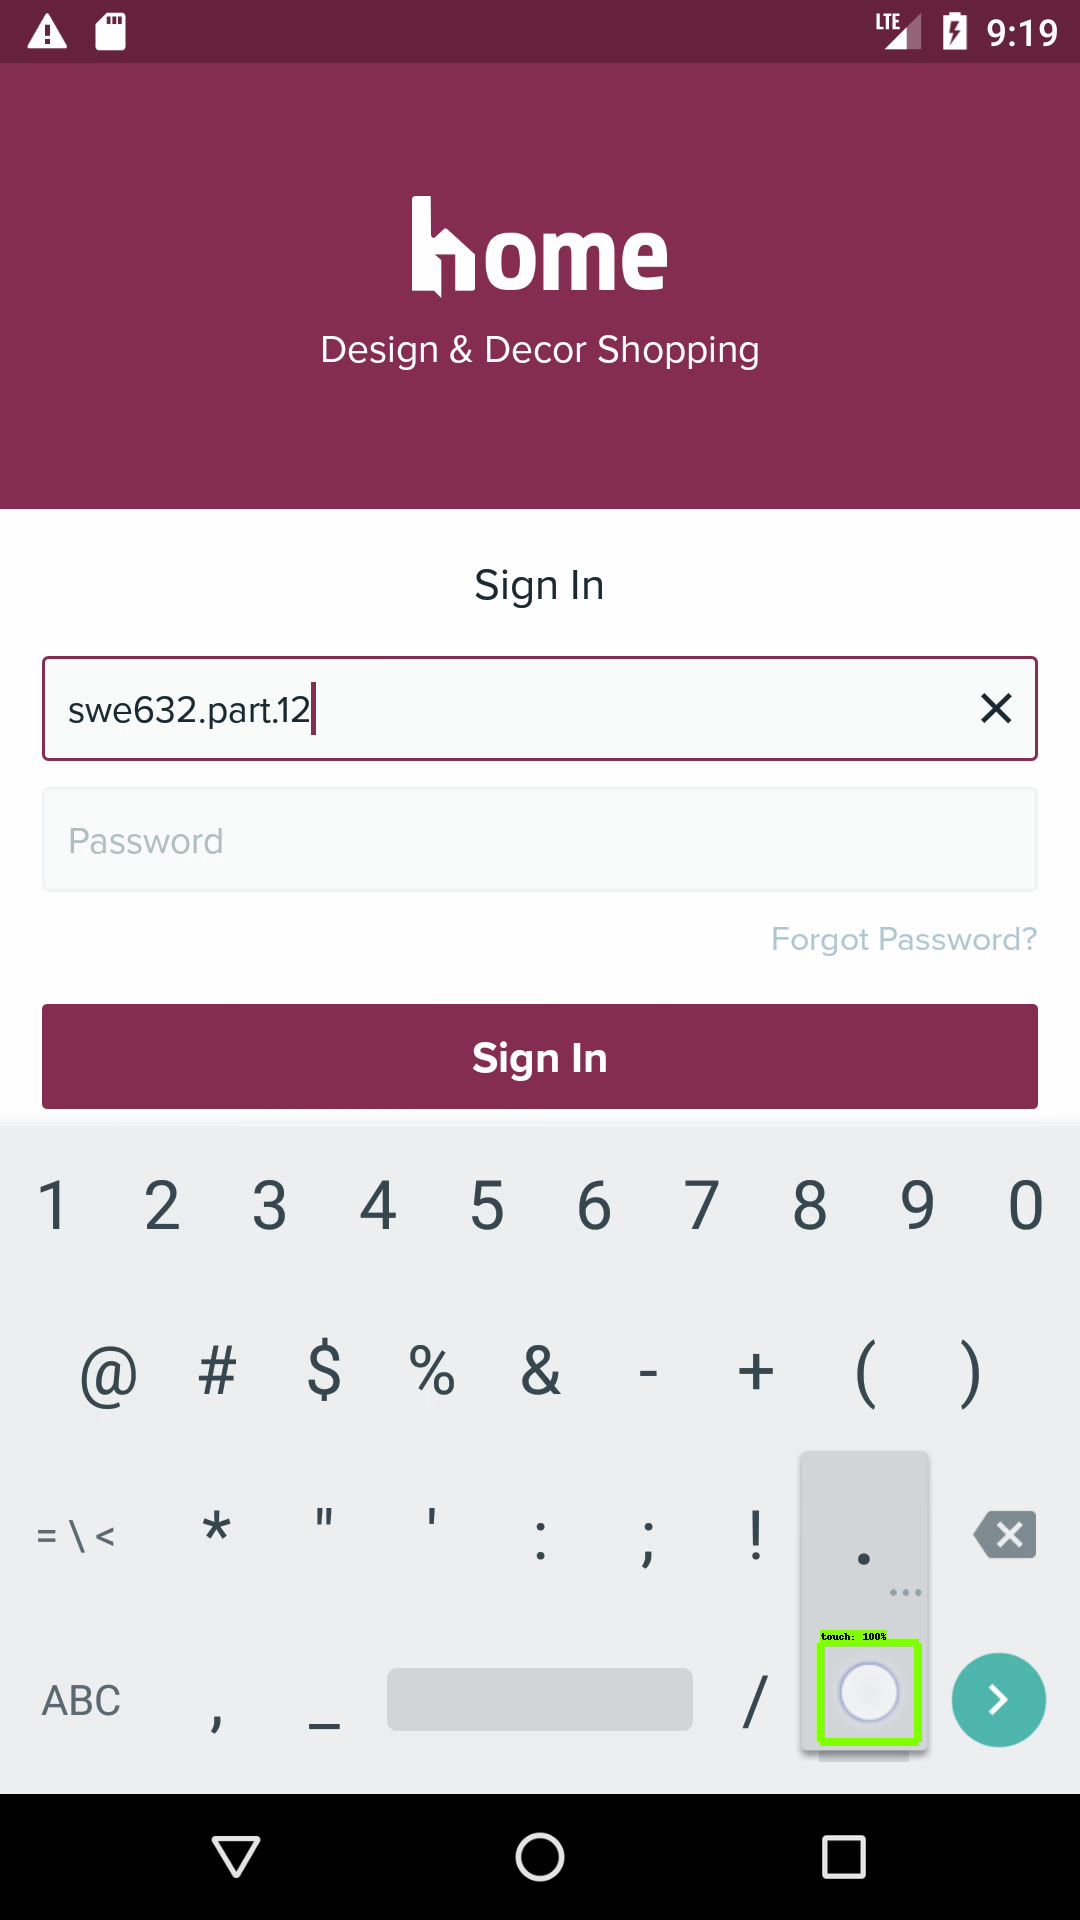 LTE 9:19
home
Design & Decor Shopping
Sign In
swe632.part.12
Password
Forgot Password?
Sign In
1 2 3 4 5 6 7 8 9 0
@ # $ % & - + ( )
= \ < * " ' : ; ! . ...
touch: 100%
ABC , _ /